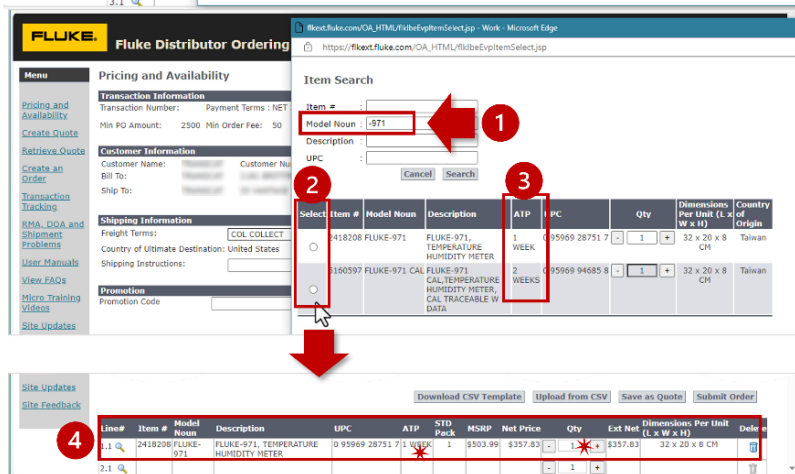 3.1
FLUKE.
Fluke Distributor Ordering
Menu
Pricing and
Availability
Create Quote
Retrieve Quote
Create an
Order
Transaction
Tracking
RMA, DOA and
Shipment
Problems
User Manuals
View FAQs
Micro Training
Videos
Site Updates
Pricing and Availability
Transaction Information
Transaction Number: Payment Terms : NET
Min PO Amount: 2500 Min Order Fee: 50
Customer Information
Customer Name: Customer Nu
Bill To:
Ship To:
Shipping Information
Freight Terms: COL COLLECT
Country of Ultimate Destination: United States
Shipping Instructions:
Promotion
Promotion Code
flkext.fluke.com/OA_HTML/flkIbeEvpItemSelect.jsp - Work - Microsoft Edge
https://flkext.fluke.com/OA_HTML/flkIbeEvpItemSelect.jsp
Item Search
Item # :
Model Noun : -971
1
Description :
UPC :
Cancel Search
2
3
Select Item # Model Noun Description ATP UPC Qty Dimensions Per Unit (L x W x H) Country of Origin
2418208 FLUKE-971 FLUKE-971, 1 0 95969 28751 7 - 1 + 32 x 20 x 8 Taiwan
TEMPERATURE WEEK CM
HUMIDITY METER
6160597 FLUKE-971 CAL FLUKE-971 2 0 95969 94685 8 - 1 + 32 x 20 x 8 Taiwan
CAL,TEMPERATURE WEEKS CM
HUMIDITY METER,
CAL TRACEABLE W
DATA
Site Updates
Site Feedback
Download CSV Template Upload from CSV Save as Quote Submit Order
4
Line# Item # Model Noun Description UPC ATP STD Pack MSRP Net Price Qty Ext Net Dimensions Per Unit (L x W x H) Delete
1.1 2418208 FLUKE- FLUKE-971, TEMPERATURE 0 95969 28751 7 1 WEEK 1 $503.99 $357.83 - 1 + $357.83 32 x 20 x 8 CM
971 HUMIDITY METER
2.1 - 1 +